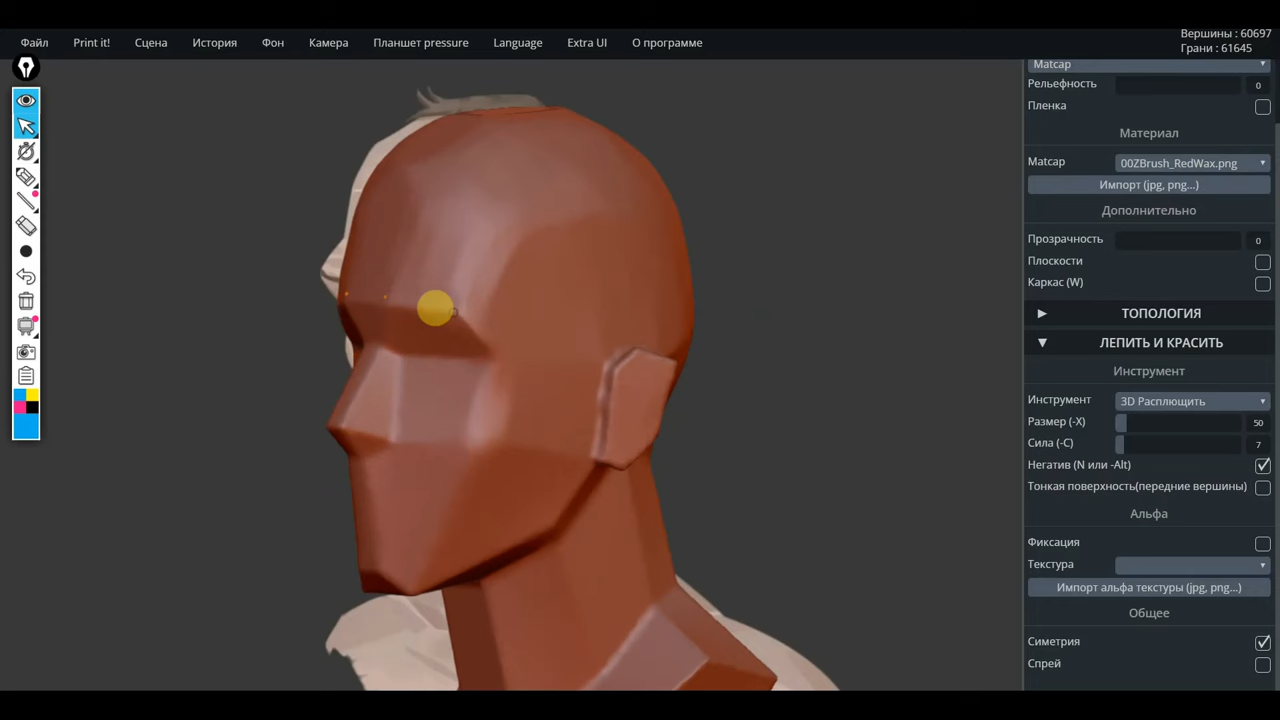 Файл Print it! Сцена История Фон Камера Планшет pressure Language Extra UI О программе
Вершины : 60697
Грани : 61645
Matcap
Рельефность 0
Пленка
Материал
Matcap 00ZBrush_RedWax.png
Импорт (jpg, png...)
Дополнительно
Прозрачность 0
Плоскости
Каркас (W)
ТОПОЛОГИЯ
ЛЕПИТЬ И КРАСИТЬ
Инструмент
Инструмент 3D Расплющить
Размер (-X) 50
Сила (-C) 7
Негатив (N или -Alt)
Тонкая поверхность(передние вершины)
Альфа
Фиксация
Текстура
Импорт альфа текстуры (jpg, png...)
Общее
Симетрия
Спрей